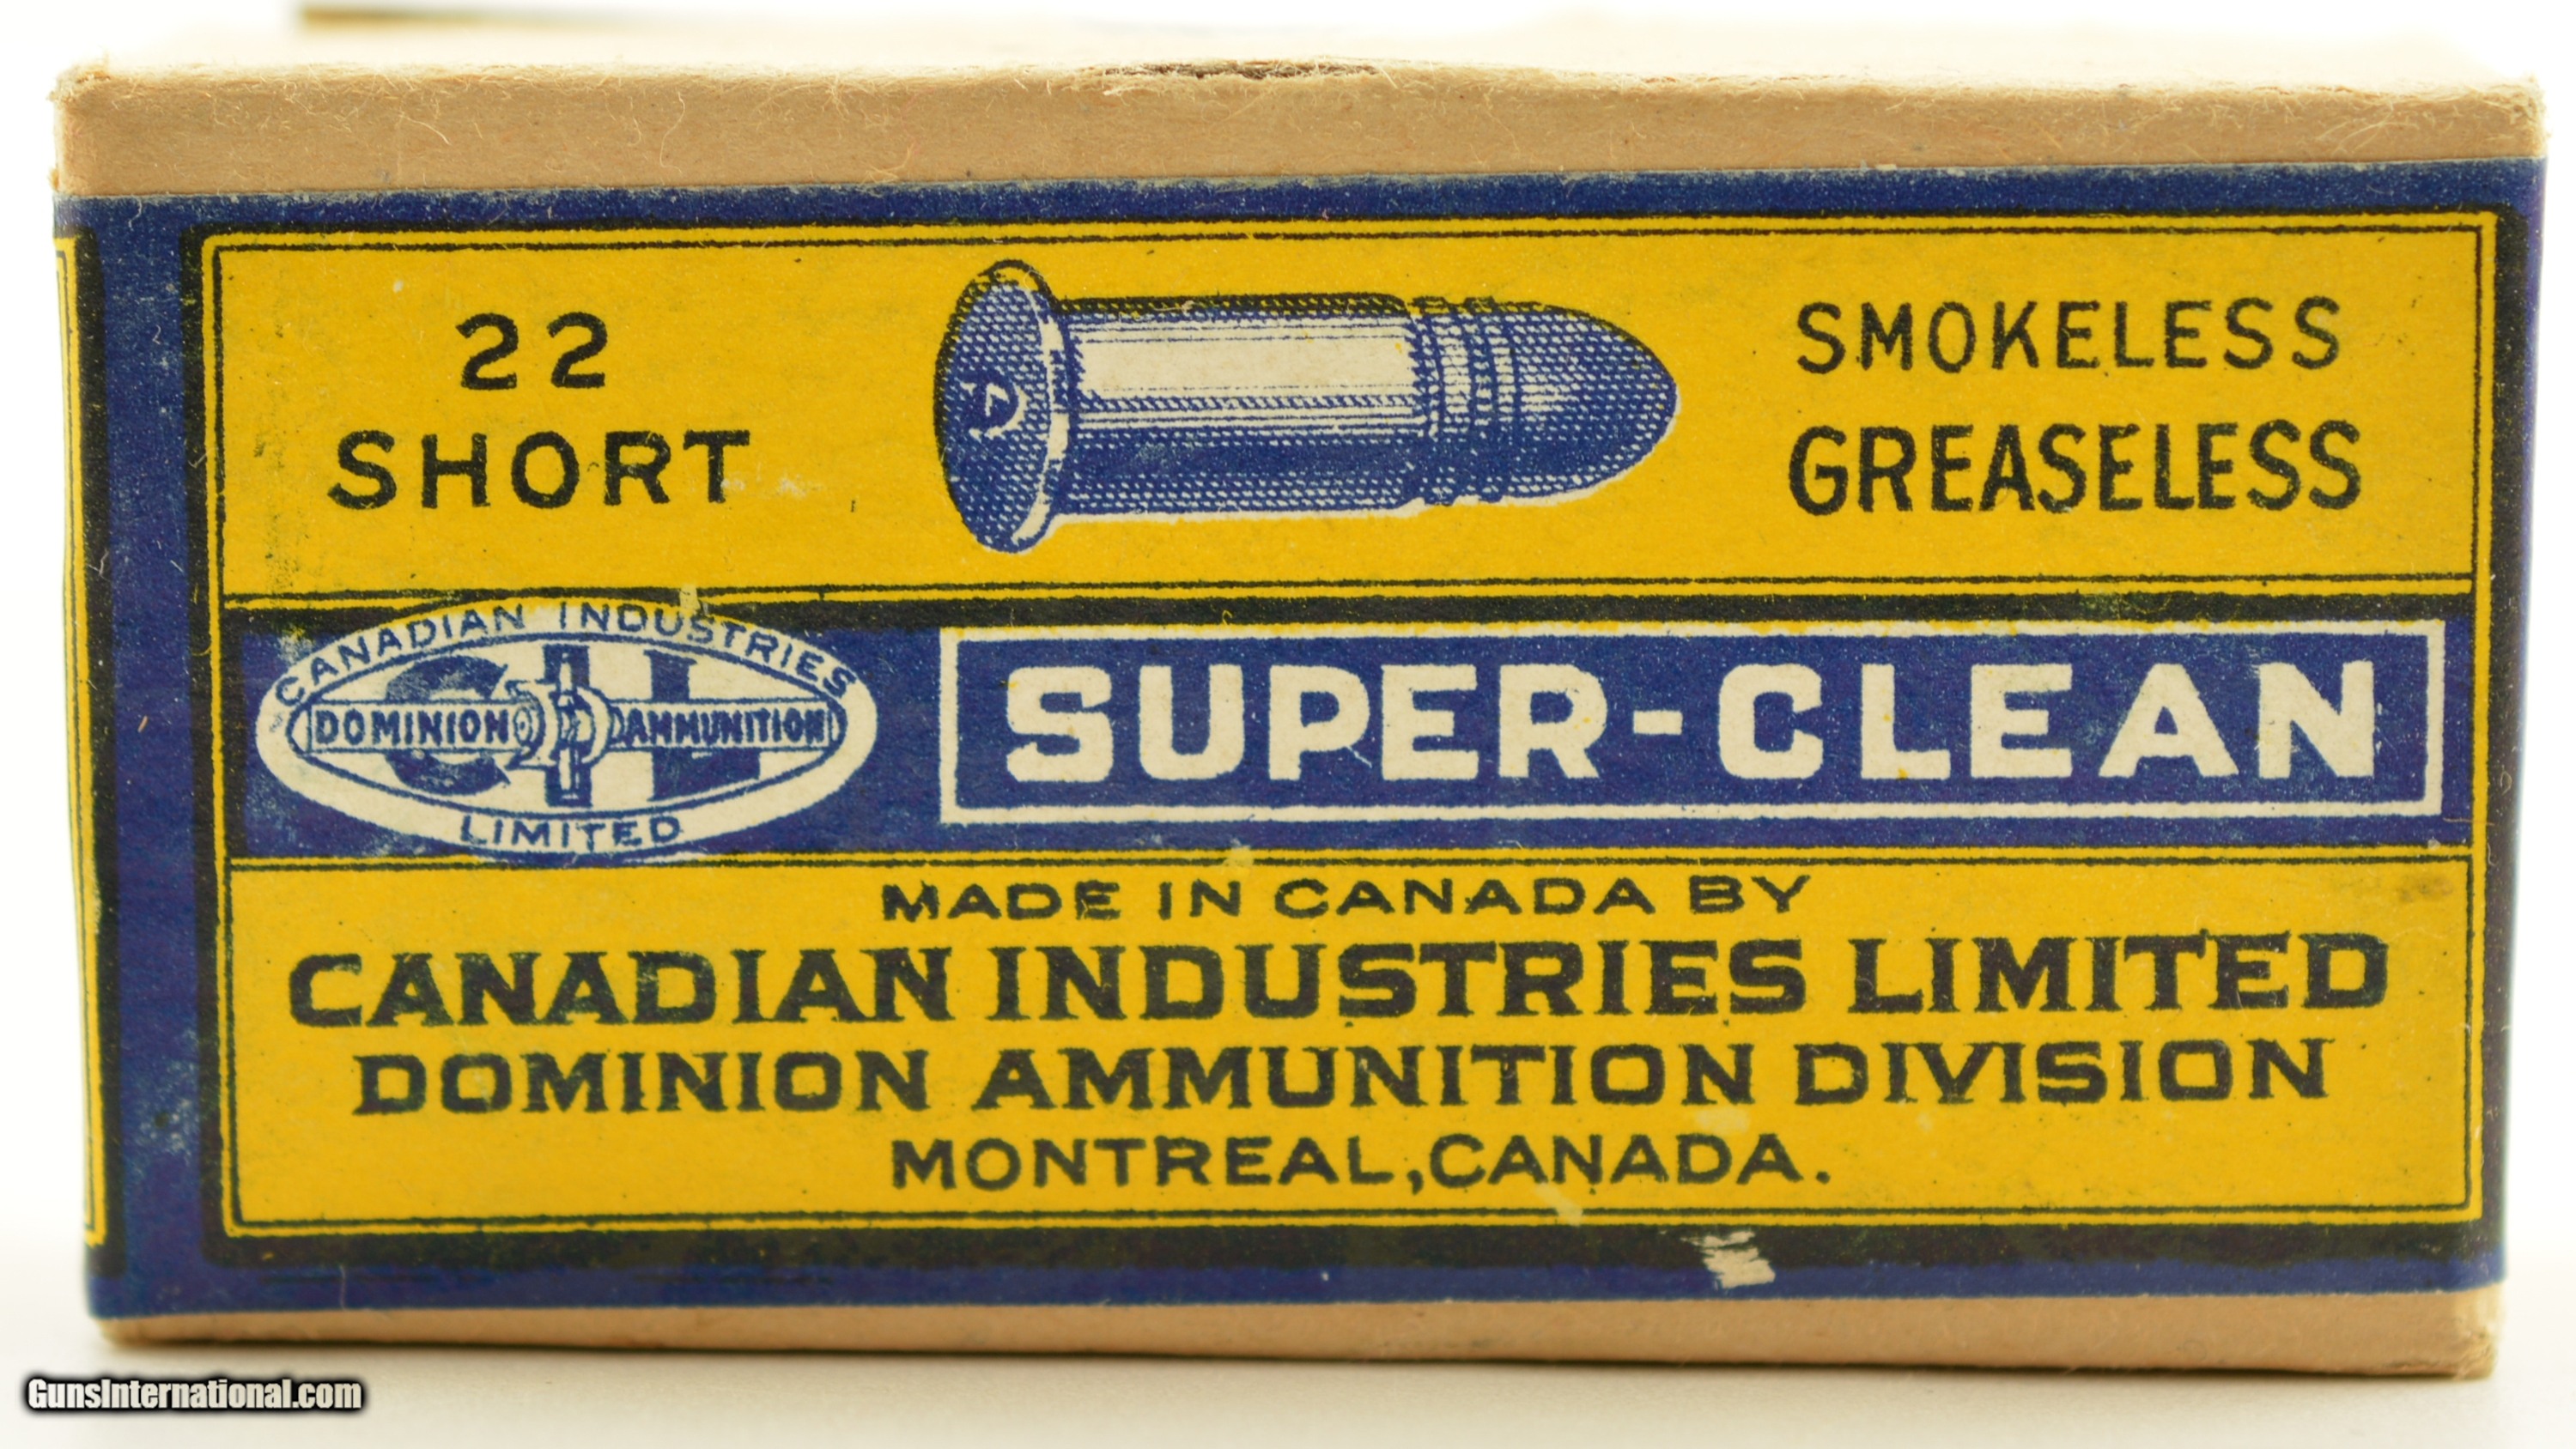 22
SHORT
SMOKELESS
GREASELESS
CANADIAN INDUSTRIES
CIL
DOMINION AMMUNITION
LIMITED
SUPER-CLEAN
MADE IN CANADA BY
CANADIAN INDUSTRIES LIMITED
DOMINION AMMUNITION DIVISION
MONTREAL, CANADA.
GunsInternational.com